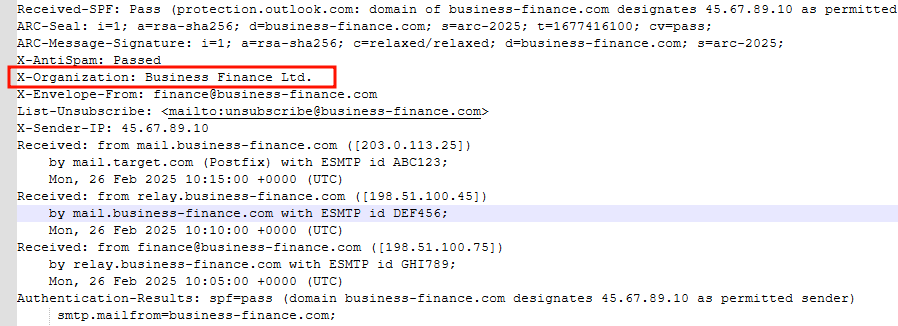 Received-SPF: Pass (protection.outlook.com: domain of business-finance.com designates 45.67.89.10 as permitted
ARC-Seal: i=1; a=rsa-sha256; d=business-finance.com; s=arc-2025; t=1677416100; cv=pass;
ARC-Message-Signature: i=1; a=rsa-sha256; c=relaxed/relaxed; d=business-finance.com; s=arc-2025;
X-AntiSpam: Passed
X-Organization: Business Finance Ltd.
X-Envelope-From: finance@business-finance.com
List-Unsubscribe: <mailto:unsubscribe@business-finance.com>
X-Sender-IP: 45.67.89.10
Received: from mail.business-finance.com ([203.0.113.25])
by mail.target.com (Postfix) with ESMTP id ABC123;
Mon, 26 Feb 2025 10:15:00 +0000 (UTC)
Received: from relay.business-finance.com ([198.51.100.45])
by mail.business-finance.com with ESMTP id DEF456;
Mon, 26 Feb 2025 10:10:00 +0000 (UTC)
Received: from finance@business-finance.com ([198.51.100.75])
by relay.business-finance.com with ESMTP id GHI789;
Mon, 26 Feb 2025 10:05:00 +0000 (UTC)
Authentication-Results: spf=pass (domain business-finance.com designates 45.67.89.10 as permitted sender)
smtp.mailfrom=business-finance.com;